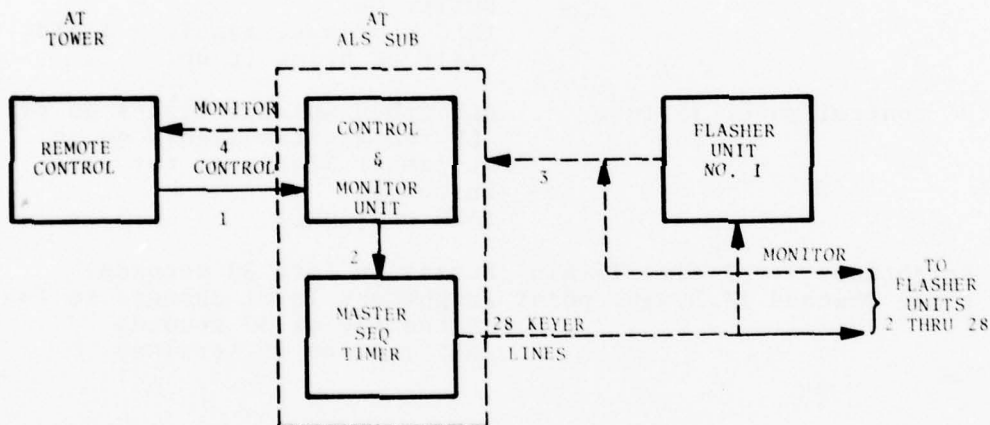 AT
TOWER
AT
ALS SUB
REMOTE
CONTROL
MONITOR
4
CONTROL
1
CONTROL
&
MONITOR
UNIT
3
FLASHER
UNIT
NO. 1
2
MASTER
SEQ
TIMER
28 KEYER
LINES
MONITOR
TO
FLASHER
UNITS
2 THRU 28